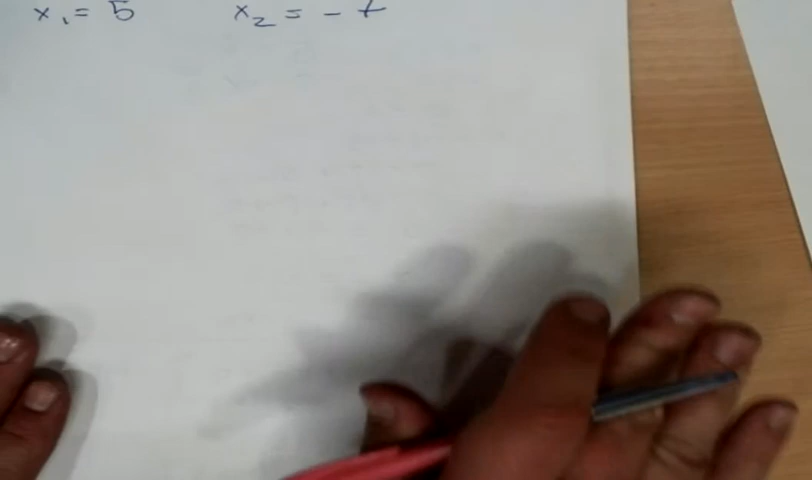 x₁ = 5 x₂ = - 7